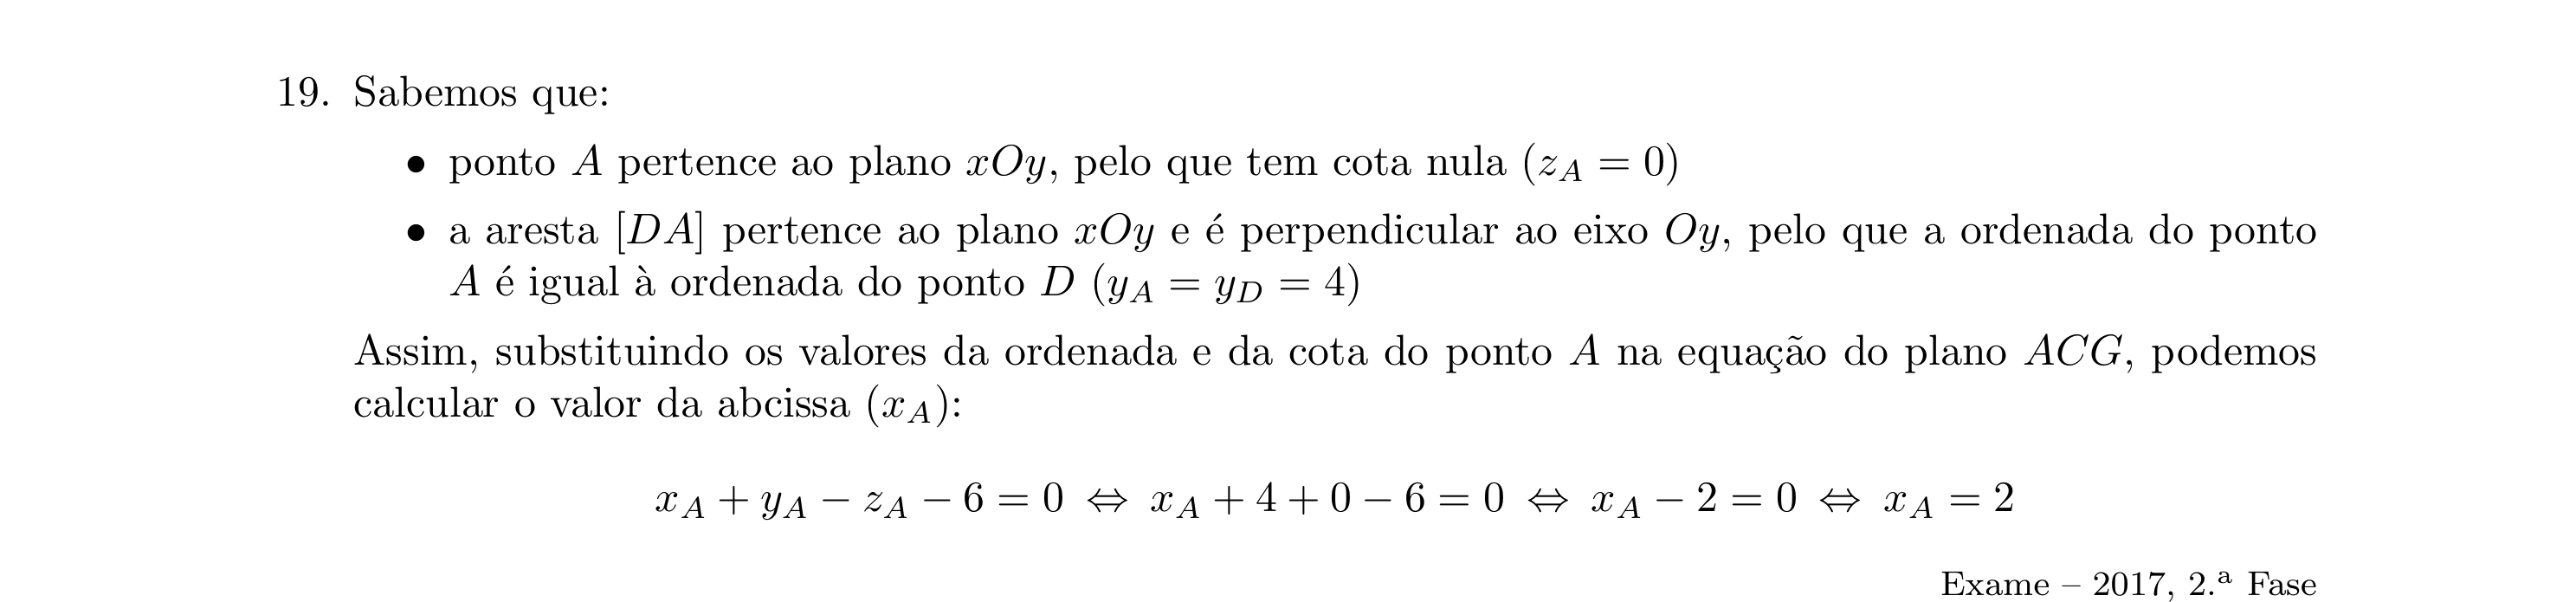 19. Sabemos que:
• ponto A pertence ao plano xOy, pelo que tem cota nula (z_A = 0)
• a aresta [DA] pertence ao plano xOy e é perpendicular ao eixo Oy, pelo que a ordenada do ponto
A é igual à ordenada do ponto D (y_A = y_D = 4)
Assim, substituindo os valores da ordenada e da cota do ponto A na equação do plano ACG, podemos
calcular o valor da abcissa (x_A):
x_A + y_A − z_A − 6 = 0 ⇔ x_A + 4 + 0 − 6 = 0 ⇔ x_A − 2 = 0 ⇔ x_A = 2
Exame – 2017, 2.ª Fase